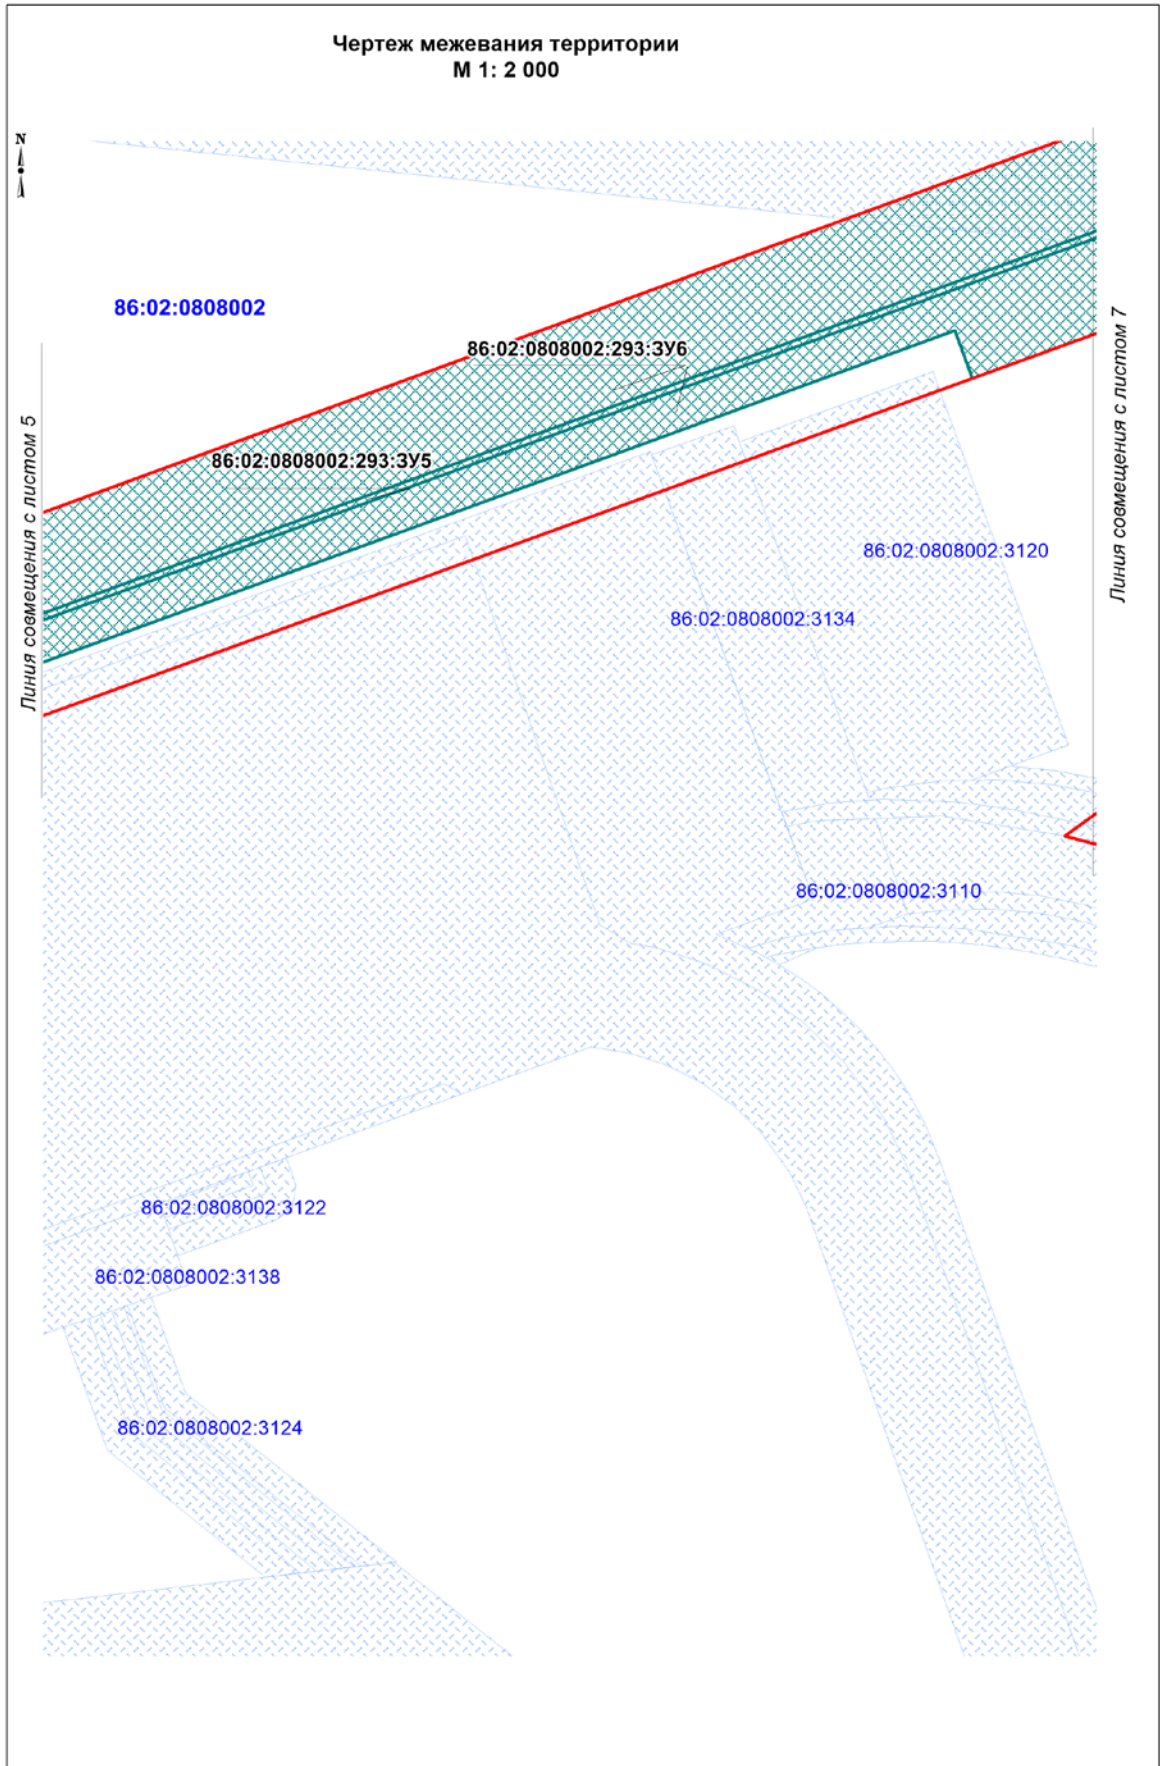 Чертеж межевания территории
М 1: 2 000
N
86:02:0808002
86:02:0808002:293:ЗУ6
Линия совмещения с листом 7
Линия совмещения с листом 5
86:02:0808002:293:ЗУ5
86:02:0808002:3120
86:02:0808002:3134
86:02:0808002:3110
86:02:0808002:3122
86:02:0808002:3138
86:02:0808002:3124